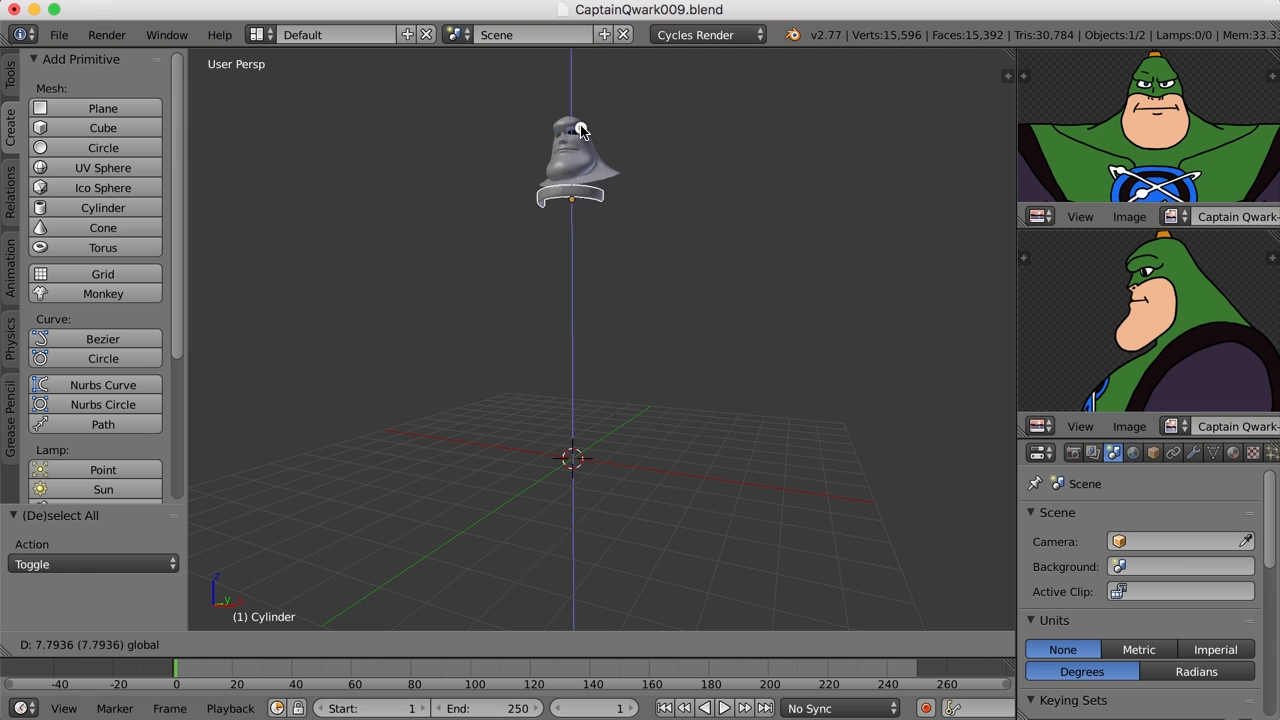 CaptainQwark009.blend
File Render Window Help Default Scene Cycles Render v2.77 | Verts:15,596 | Faces:15,392 | Tris:30,784 | Objects:1/2 | Lamps:0/0 | Mem:33.3
Tools
Create
Relations
Animation
Physics
Grease Pencil
Add Primitive
Mesh:
Plane
Cube
Circle
UV Sphere
Ico Sphere
Cylinder
Cone
Torus
Grid
Monkey
Curve:
Bezier
Circle
Nurbs Curve
Nurbs Circle
Path
Lamp:
Point
Sun
(De)select All
Action
Toggle
User Persp
z
y
(1) Cylinder
D: 7.7936 (7.7936) global
View Image Captain Qwark-
View Image Captain Qwark-
Scene
Scene
Camera:
Background:
Active Clip:
Units
None Metric Imperial
Degrees Radians
Keying Sets
-40 -20 0 20 40 60 80 100 120 140 160 180 200 220 240 260
View Marker Frame Playback Start: 1 End: 250 1 No Sync